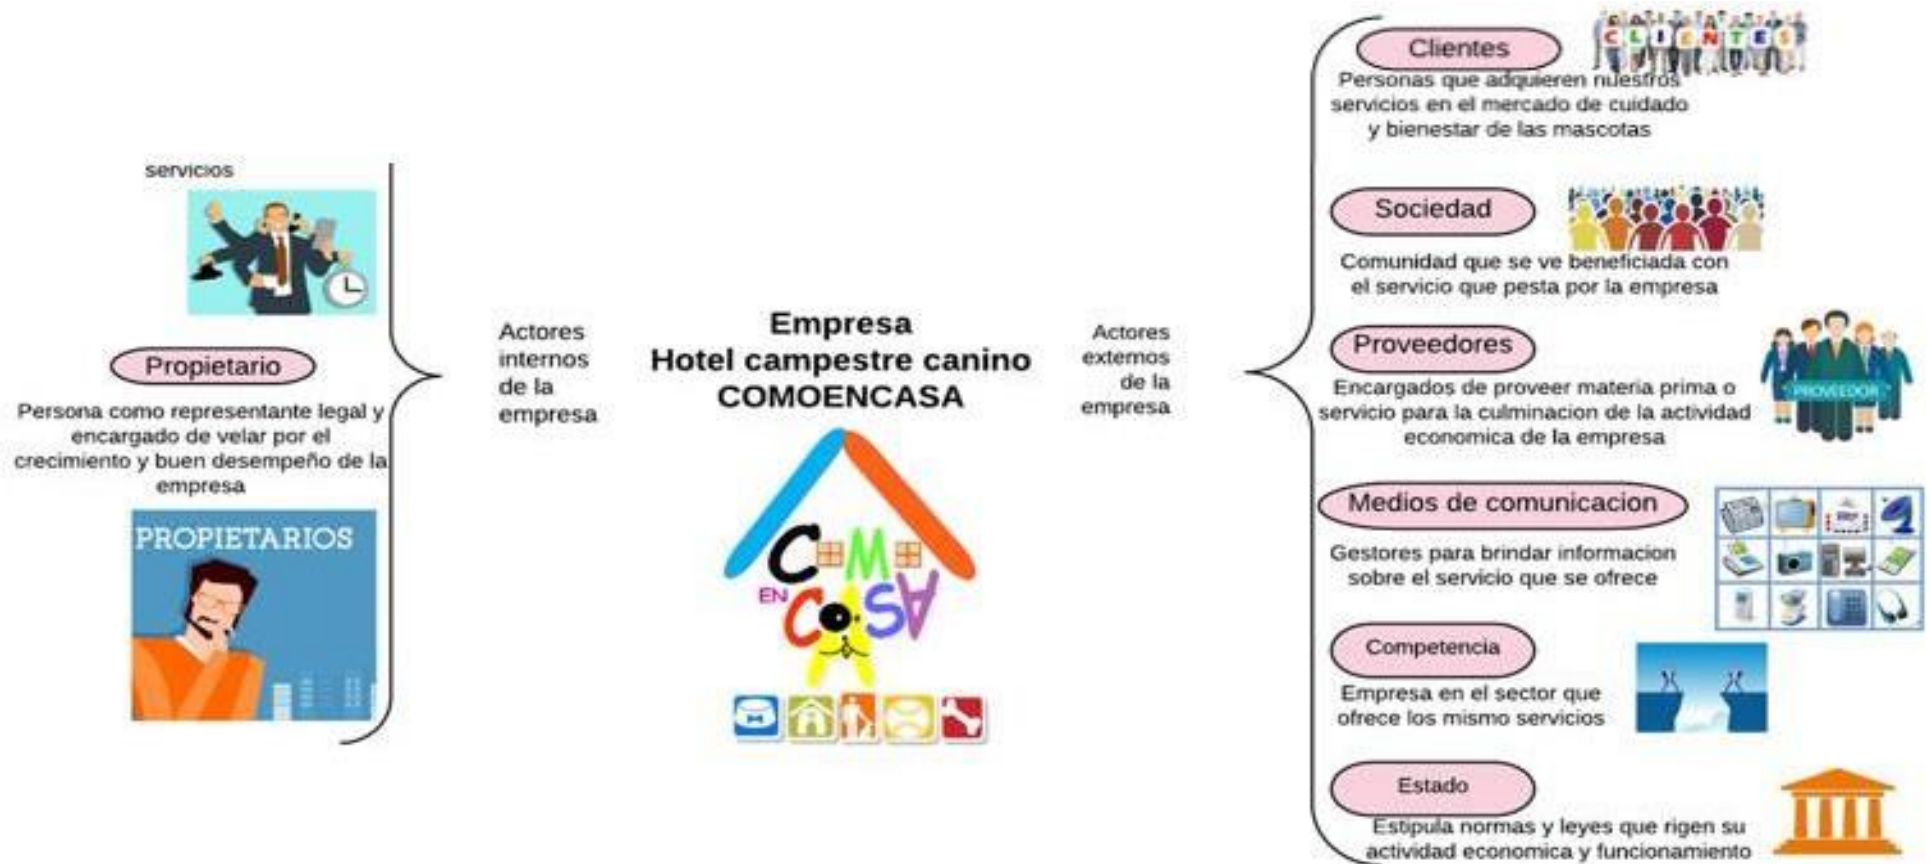 servicios
Propietario
Persona como representante legal y
encargado de velar por el
crecimiento y buen desempeño de la
empresa
PROPIETARIOS
Actores
internos
de la
empresa
Empresa
Hotel campestre canino
COMOENCASA
COMO
EN
CASA
Actores
externos
de la
empresa
Clientes
CLIENTES
Personas que adquieren nuestros
servicios en el mercado de cuidado
y bienestar de las mascotas
Sociedad
Comunidad que se ve beneficiada con
el servicio que pesta por la empresa
Proveedores
PROVEEDOR
Encargados de proveer materia prima o
servicio para la culminacion de la actividad
economica de la empresa
Medios de comunicacion
Gestores para brindar informacion
sobre el servicio que se ofrece
Competencia
Empresa en el sector que
ofrece los mismo servicios
Estado
Estipula normas y leyes que rigen su
actividad economica y funcionamiento